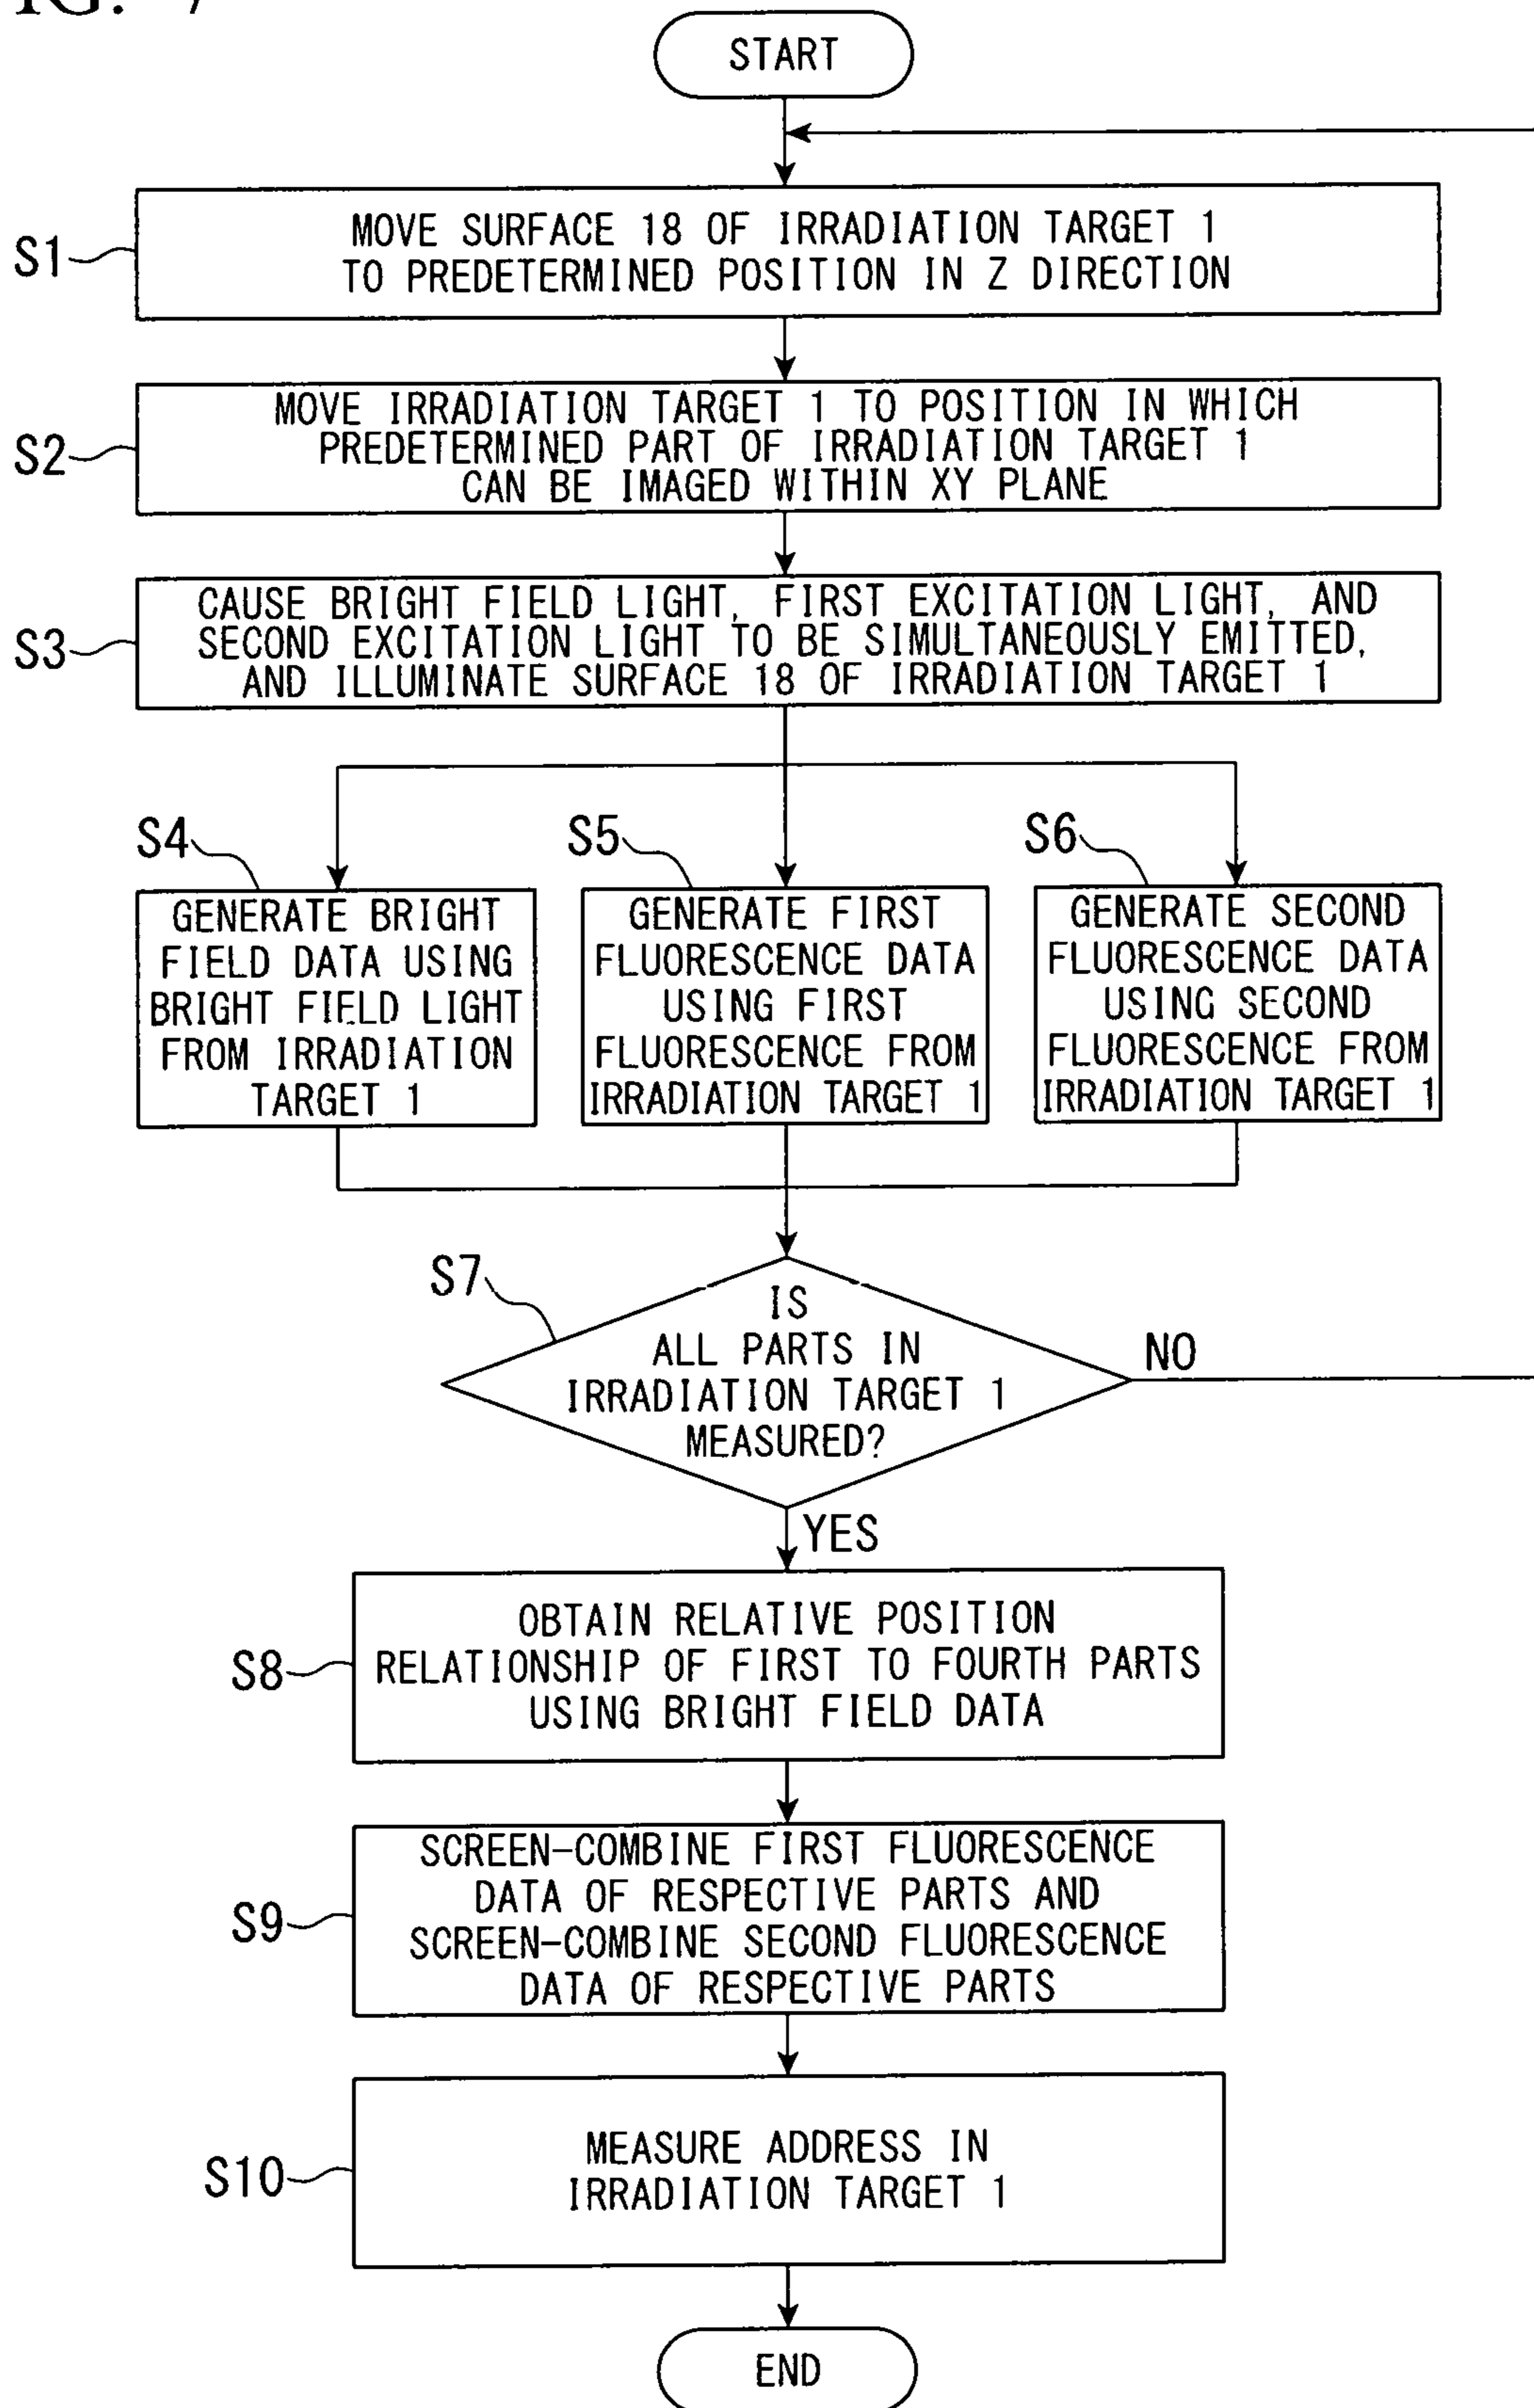 IG. 7
START
S1
MOVE SURFACE 18 OF IRRADIATION TARGET 1
TO PREDETERMINED POSITION IN Z DIRECTION
S2
MOVE IRRADIATION TARGET 1 TO POSITION IN WHICH
PREDETERMINED PART OF IRRADIATION TARGET 1
CAN BE IMAGED WITHIN XY PLANE
S3
CAUSE BRIGHT FIELD LIGHT, FIRST EXCITATION LIGHT, AND
SECOND EXCITATION LIGHT TO BE SIMULTANEOUSLY EMITTED,
AND ILLUMINATE SURFACE 18 OF IRRADIATION TARGET 1
S4
GENERATE BRIGHT
FIELD DATA USING
BRIGHT FIELD LIGHT
FROM IRRADIATION
TARGET 1
S5
GENERATE FIRST
FLUORESCENCE DATA
USING FIRST
FLUORESCENCE FROM
IRRADIATION TARGET 1
S6
GENERATE SECOND
FLUORESCENCE DATA
USING SECOND
FLUORESCENCE FROM
IRRADIATION TARGET 1
S7
IS
ALL PARTS IN
IRRADIATION TARGET 1
MEASURED?
NO
YES
S8
OBTAIN RELATIVE POSITION
RELATIONSHIP OF FIRST TO FOURTH PARTS
USING BRIGHT FIELD DATA
S9
SCREEN-COMBINE FIRST FLUORESCENCE
DATA OF RESPECTIVE PARTS AND
SCREEN-COMBINE SECOND FLUORESCENCE
DATA OF RESPECTIVE PARTS
S10
MEASURE ADDRESS IN
IRRADIATION TARGET 1
END